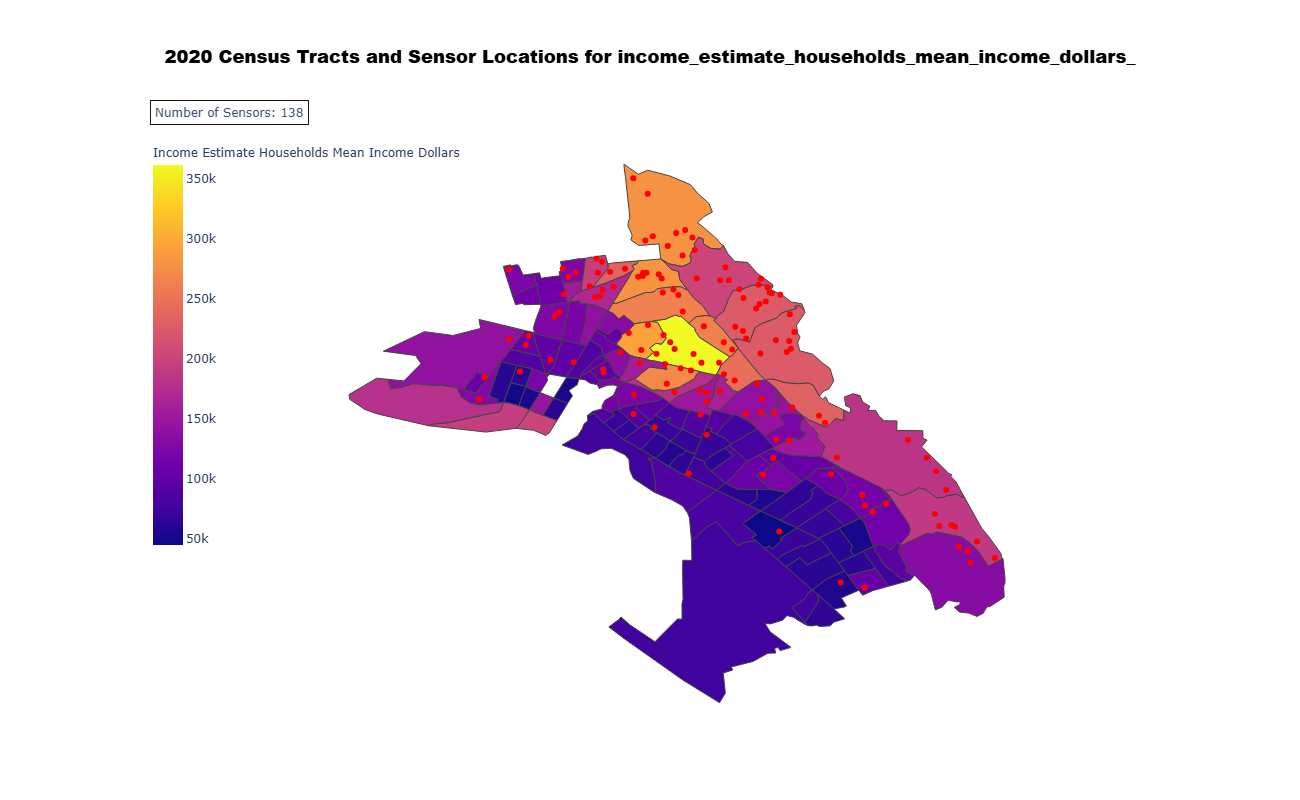 2020 Census Tracts and Sensor Locations for income_estimate_households_mean_income_dollars_
Number of Sensors: 138
Income Estimate Households Mean Income Dollars
350k
300k
250k
200k
150k
100k
50k